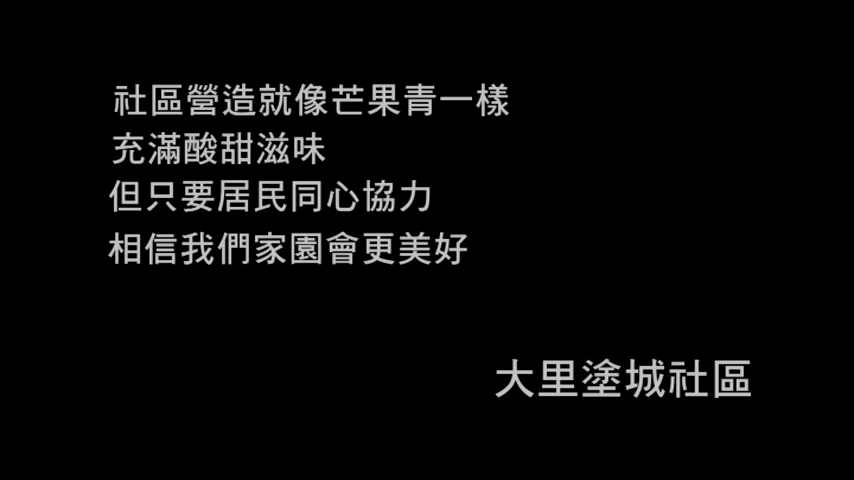 社區營造就像芒果青一樣
充滿酸甜滋味
但只要居民同心協力
相信我們家園會更美好
大里塗城社區